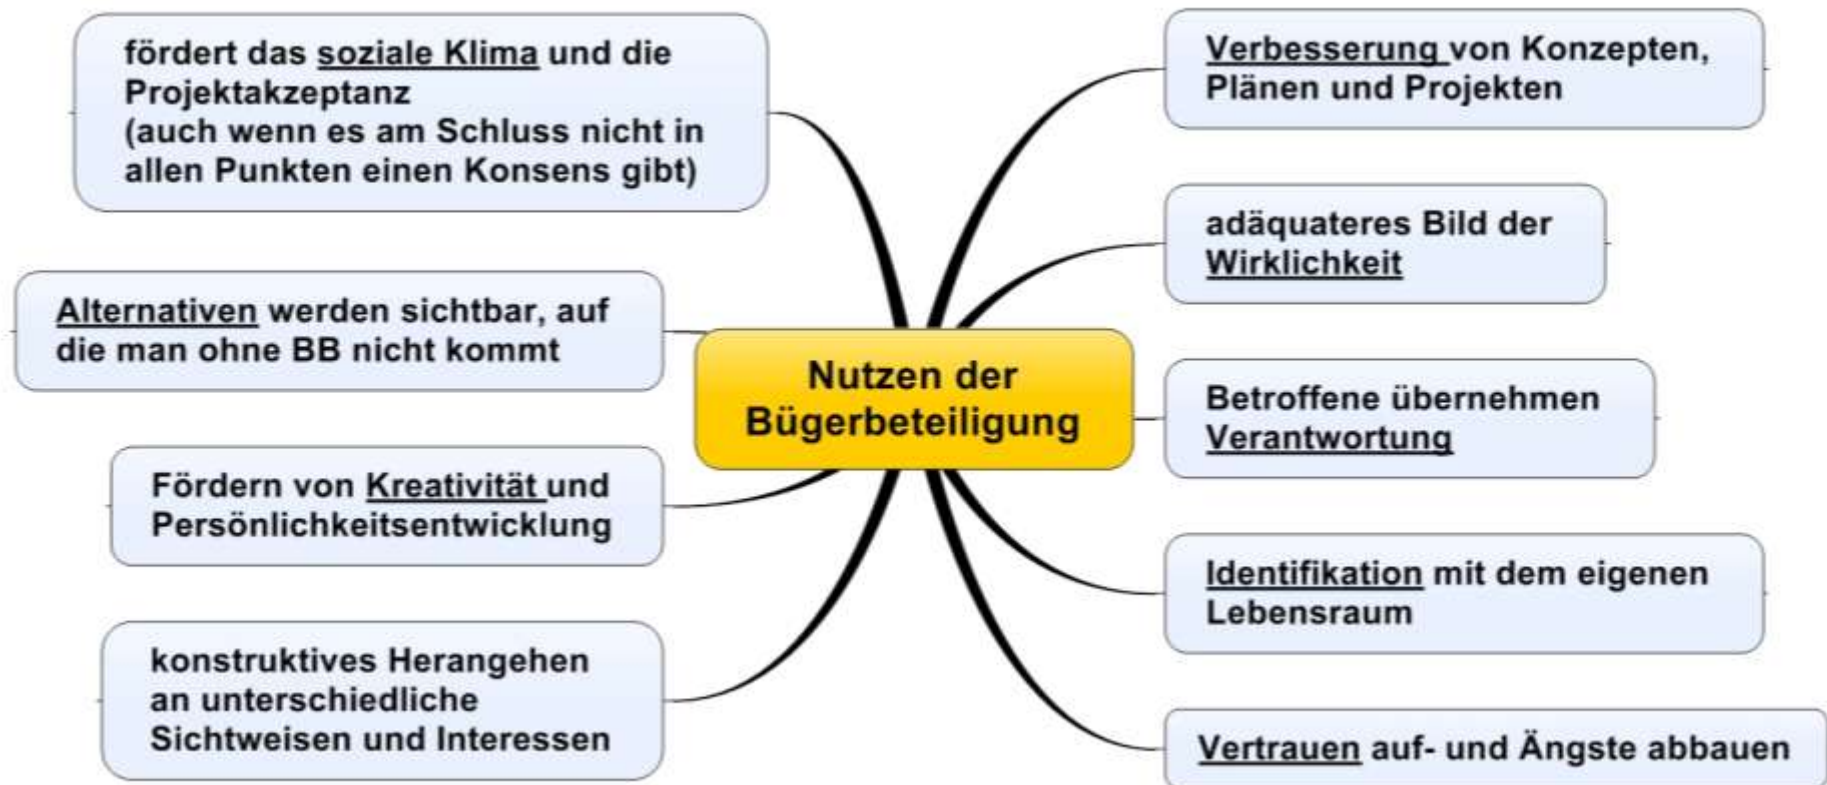 fördert das soziale Klima und die
Projektakzeptanz
(auch wenn es am Schluss nicht in
allen Punkten einen Konsens gibt)
Alternativen werden sichtbar, auf
die man ohne BB nicht kommt
Fördern von Kreativität und
Persönlichkeitsentwicklung
konstruktives Herangehen
an unterschiedliche
Sichtweisen und Interessen
Nutzen der
Bügerbeteiligung
Verbesserung von Konzepten,
Plänen und Projekten
adäquateres Bild der
Wirklichkeit
Betroffene übernehmen
Verantwortung
Identifikation mit dem eigenen
Lebensraum
Vertrauen auf- und Ängste abbauen